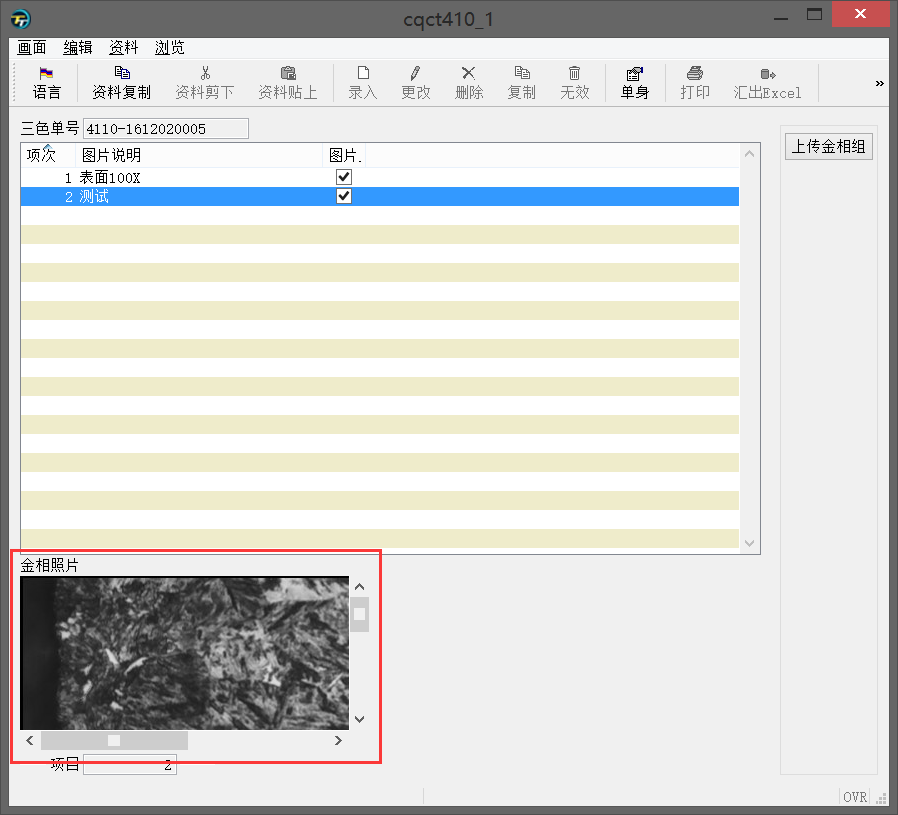 cqct410_1
画面 编辑 资料 浏览
语言 资料复制 资料剪下 资料贴上 录入 更改 删除 复制 无效 单身 打印 汇出Excel »
三色单号 4110-1612020005
上传金相组
项次 图片说明 图片.
1 表面100X
2 测试
金相照片
项目 2
OVR